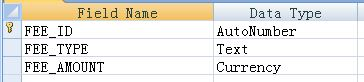 Field Name Data Type
FEE_ID AutoNumber
FEE_TYPE Text
FEE_AMOUNT Currency